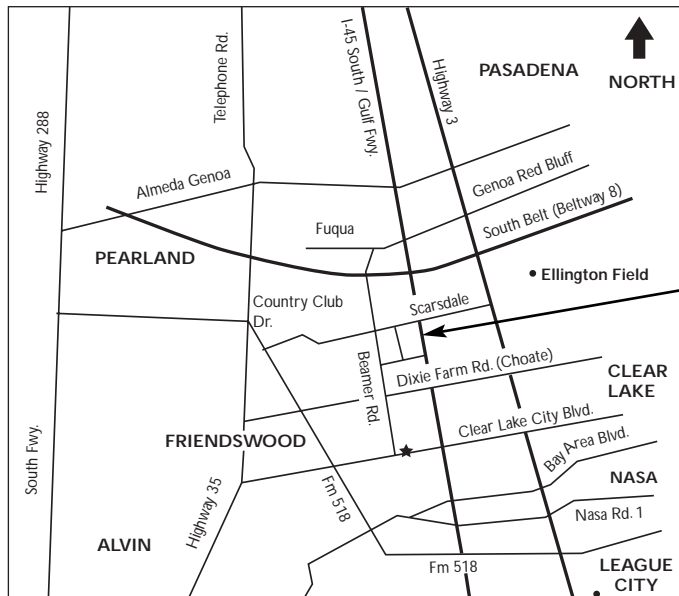 I-45 South / Gulf Fwy.
Highway 3
PASADENA
NORTH
Telephone Rd.
Highway 288
Almeda Genoa
Genoa Red Bluff
South Belt (Beltway 8)
Fuqua
PEARLAND
Ellington Field
Country Club
Dr.
Scarsdale
Beamer Rd.
Dixie Farm Rd. (Choate)
CLEAR
LAKE
Clear Lake City Blvd.
FRIENDSWOOD
Bay Area Blvd.
South Fwy.
Highway 35
Fm 518
NASA
Nasa Rd. 1
ALVIN
Fm 518
LEAGUE
CITY